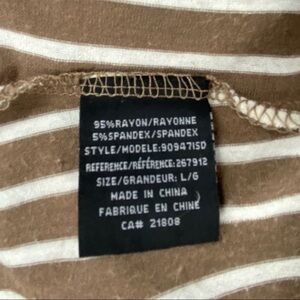 95%RAYON/RAYONNE
5%SPANDEX/SPANDEX
STYLE/MODELE:90947ISD
REFERENCE/RÉFÉRENCE:267912
SIZE/GRANDEUR: L/G
MADE IN CHINA
FABRIQUE EN CHINE
CA# 21808